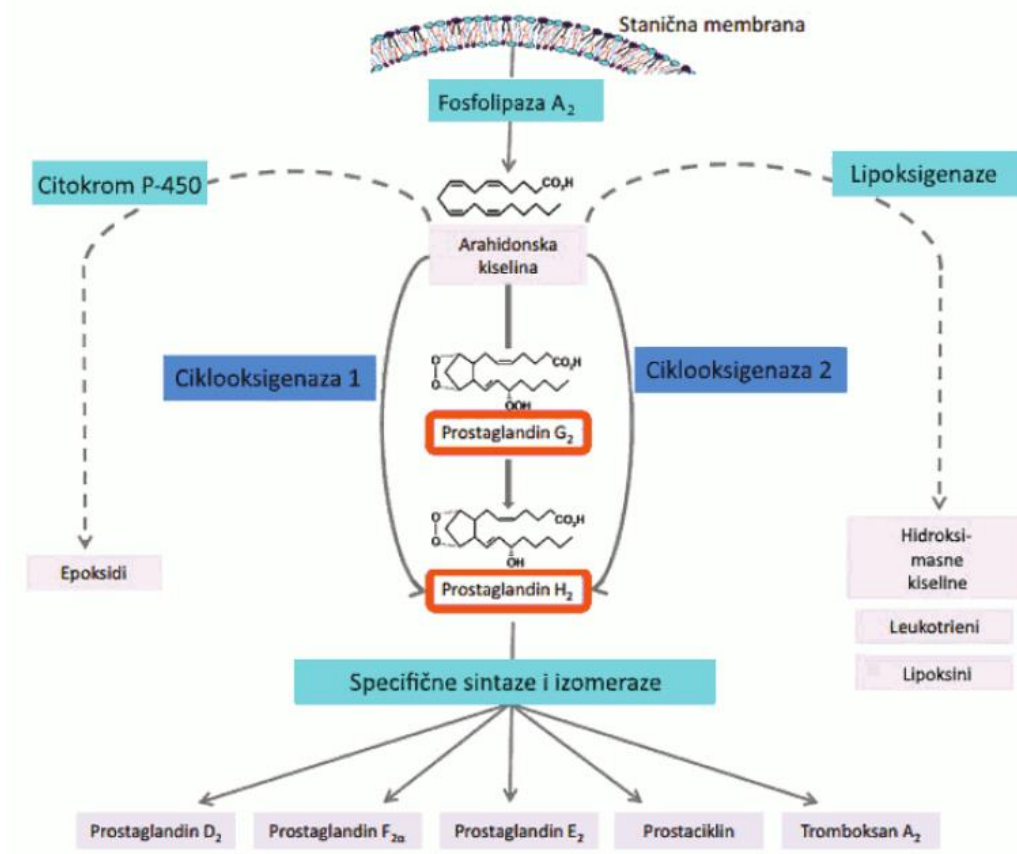 Stanična membrana
Fosfolipaza A₂
Citokrom P-450
Lipoksigenaze
CO₂H
Arahidonska
kiselina
O
O
CO₂H
OOH
Ciklooksigenaza 1
Ciklooksigenaza 2
Prostaglandin G₂
O
O
CO₂H
OH
Epoksidi
Prostaglandin H₂
Hidroksi-
masne
kiseline
Leukotrieni
Lipoksini
Specifične sintaze i izomeraze
Prostaglandin D₂
Prostaglandin F₂α
Prostaglandin E₂
Prostaciklin
Tromboksan A₂